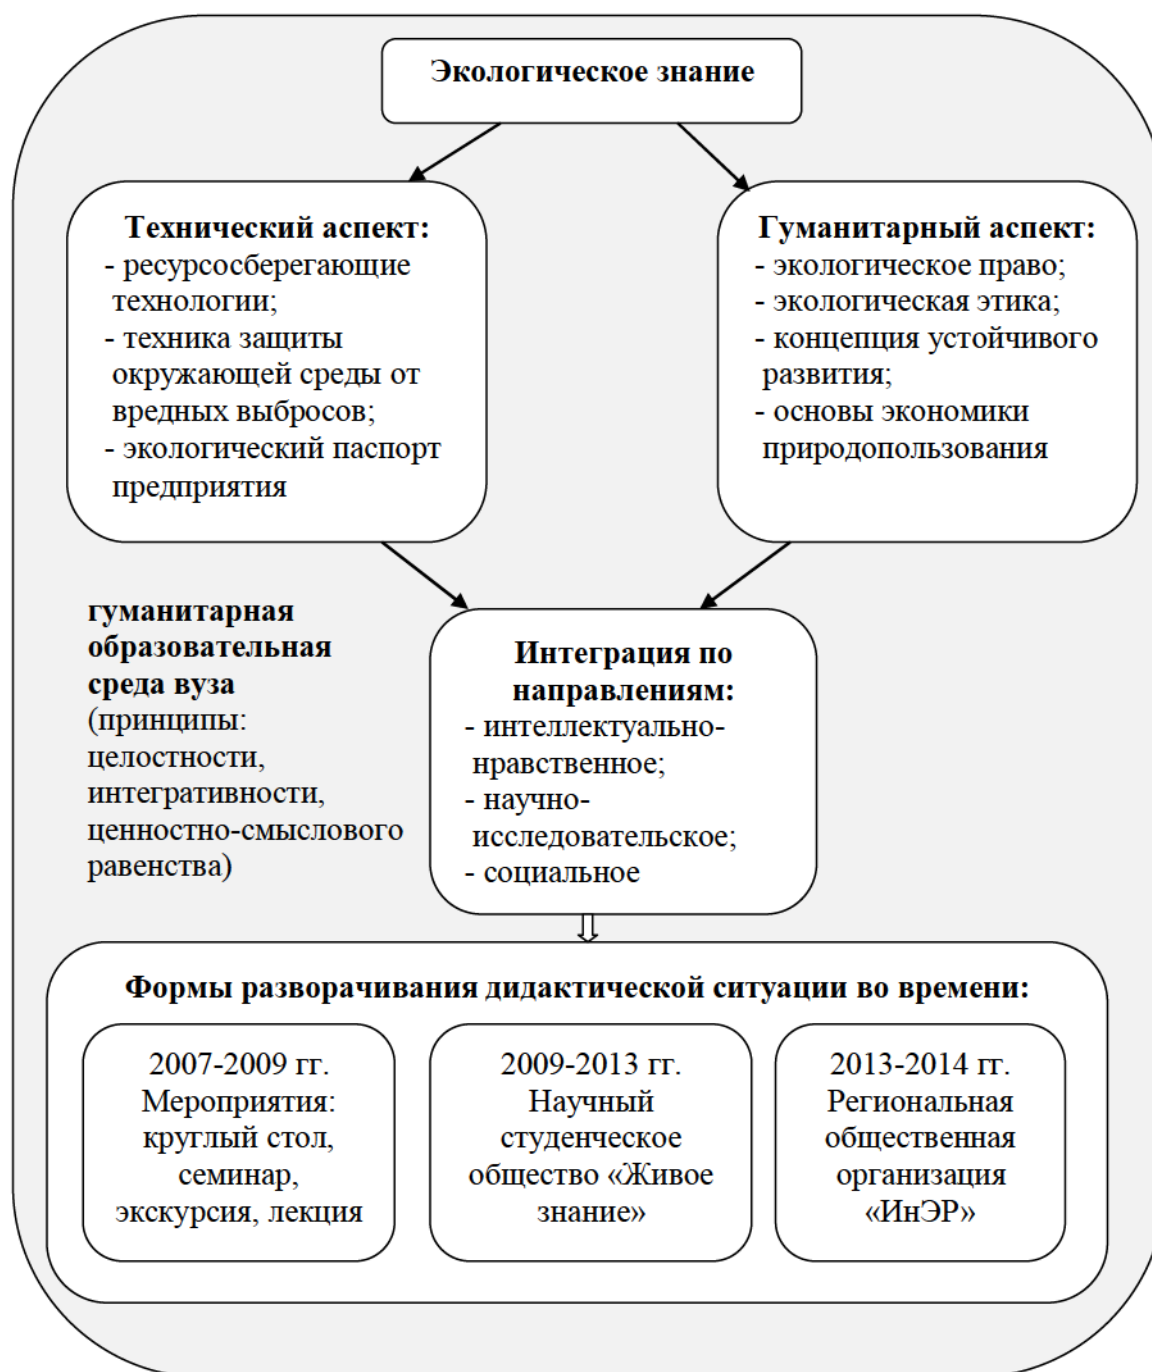 Экологическое знание
Технический аспект:
- ресурсосберегающие
технологии;
- техника защиты
окружающей среды от
вредных выбросов;
- экологический паспорт
предприятия
Гуманитарный аспект:
- экологическое право;
- экологическая этика;
- концепция устойчивого
развития;
- основы экономики
природопользования
гуманитарная
образовательная
среда вуза
(принципы:
целостности,
интегративности,
ценностно-смыслового
равенства)
Интеграция по
направлениям:
- интеллектуально-
нравственное;
- научно-
исследовательское;
- социальное
Формы разворачивания дидактической ситуации во времени:
2007-2009 гг.
Мероприятия:
круглый стол,
семинар,
экскурсия, лекция
2009-2013 гг.
Научный
студенческое
общество «Живое
знание»
2013-2014 гг.
Региональная
общественная
организация
«ИнЭР»